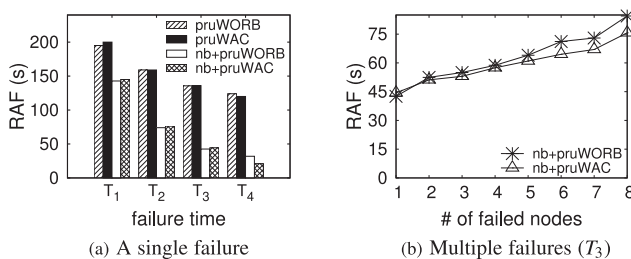 RAF (s)
200
150
100
50
0
pruWORB
pruWAC
nb+pruWORB
nb+pruWAC
T1 T2 T3 T4
failure time
(a) A single failure
RAF (s)
75
60
45
30
15
0
nb+pruWORB
nb+pruWAC
1 2 3 4 5 6 7 8
# of failed nodes
(b) Multiple failures (T3)